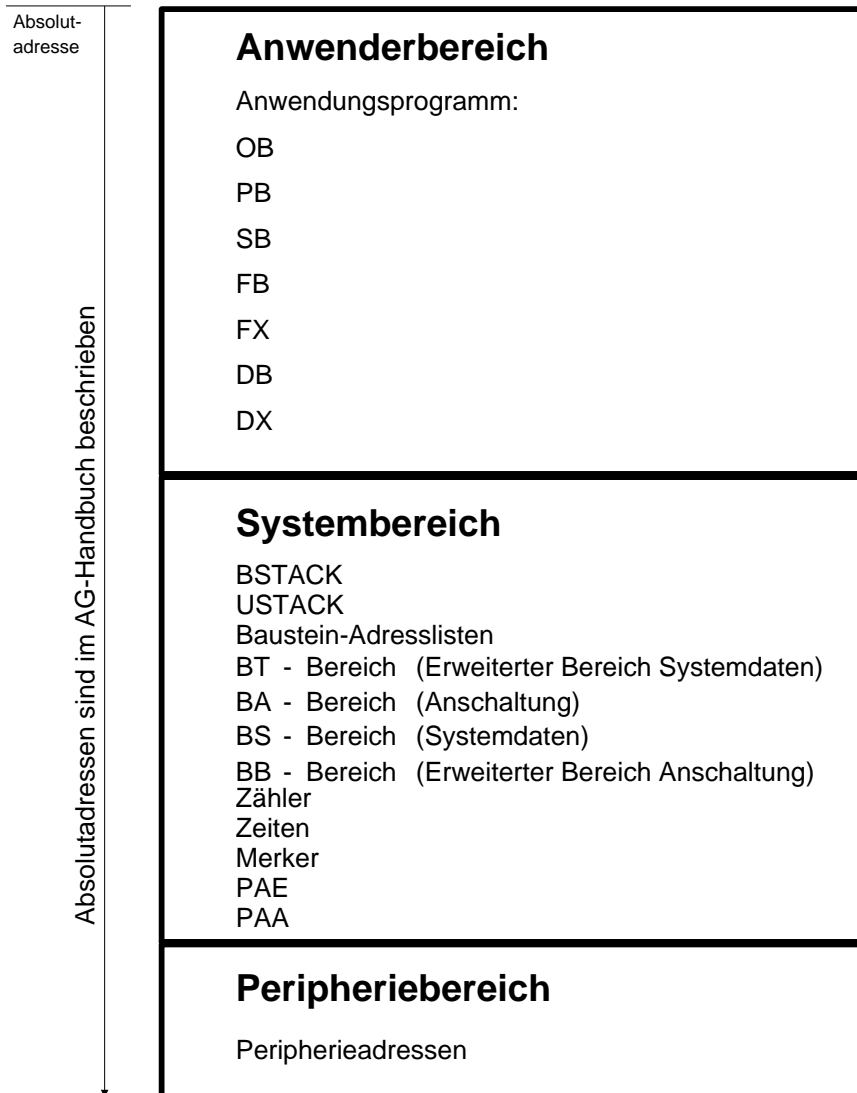 Absolut-
adresse
Anwenderbereich
Anwendungsprogramm:
OB
PB
SB
FB
FX
DB
DX
Absolutadressen sind im AG-Handbuch beschrieben
Systembereich
BSTACK
USTACK
Baustein-Adresslisten
BT - Bereich (Erweiterter Bereich Systemdaten)
BA - Bereich (Anschaltung)
BS - Bereich (Systemdaten)
BB - Bereich (Erweiterter Bereich Anschaltung)
Zähler
Zeiten
Merker
PAE
PAA
Peripheriebereich
Peripherieadressen